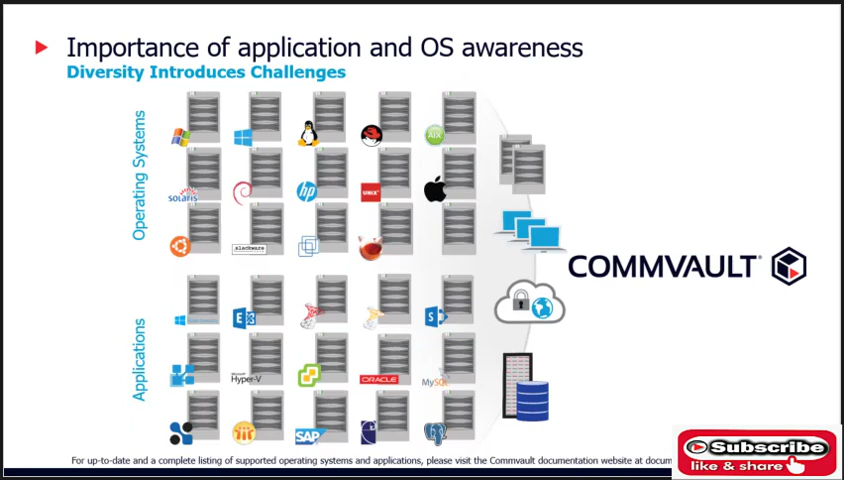 Importance of application and OS awareness
Diversity Introduces Challenges
Operating Systems
AIX
SOLARIS
hp
UNIX
slackware
COMMVAULT
Applications
E
S
Microsoft
Hyper-V
ORACLE
MySQL
SAP
For up-to-date and a complete listing of supported operating systems and applications, please visit the Commvault documentation website at docum
Subscribe
like & share